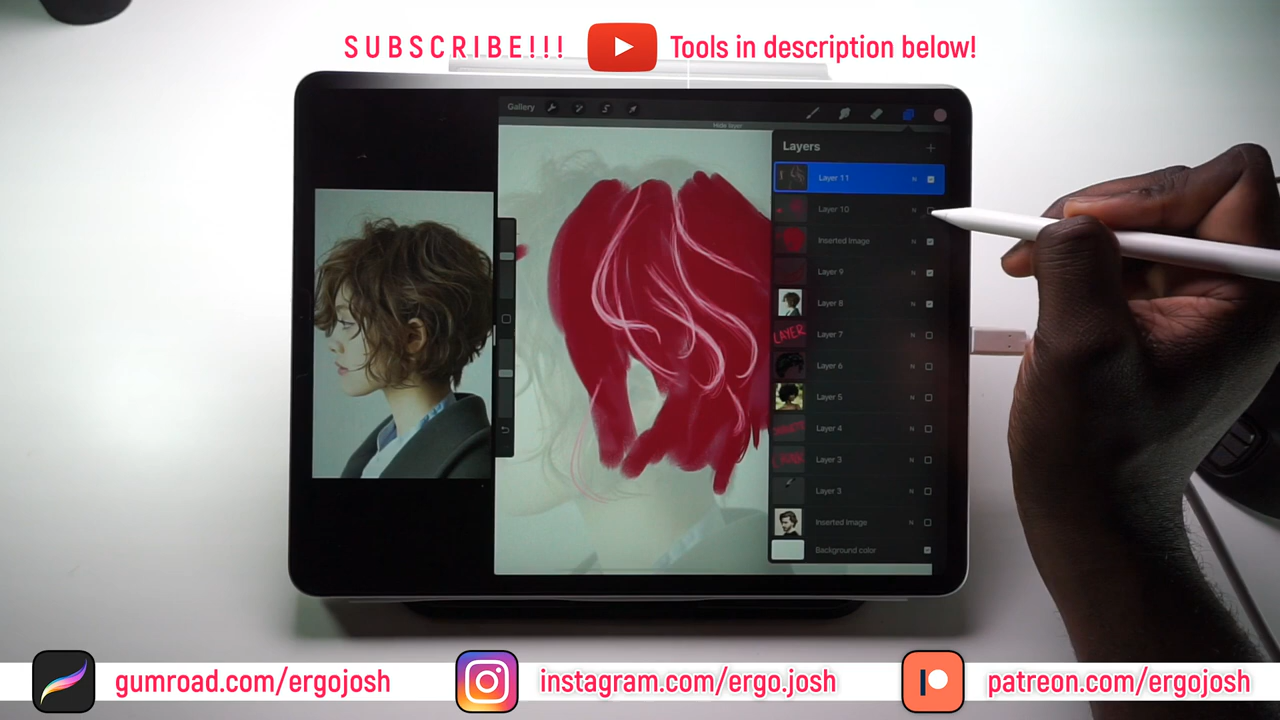 SUBSCRIBE!!! Tools in description below!
Gallery
Hide layer
Layers
Layer 11 N
Layer 10 N
Inserted Image N
Layer 9 N
Layer 8 N
LAYER Layer 7 N
Layer 6 N
Layer 5 N
Layer 4 N
Layer 3 N
Layer 3 N
Inserted Image N
Background color
gumroad.com/ergojosh instagram.com/ergo.josh patreon.com/ergojosh